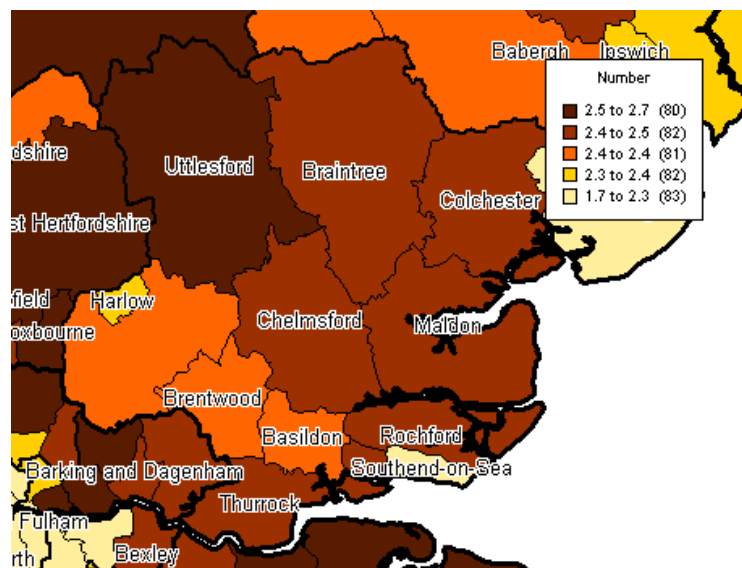 Babergh Ipswich
Number
2.5 to 2.7 (80)
2.4 to 2.5 (82)
2.4 to 2.4 (81)
2.3 to 2.4 (82)
1.7 to 2.3 (83)
dshire
Uttlesford
Braintree
Colchester
st Hertfordshire
field
Harlow
oxbourne
Chelmsford
Maldon
Brentwood
Basildon
Rochford
Barking and Dagenham
Southend-on-Sea
Thurrock
Fulham
rth
Bexley